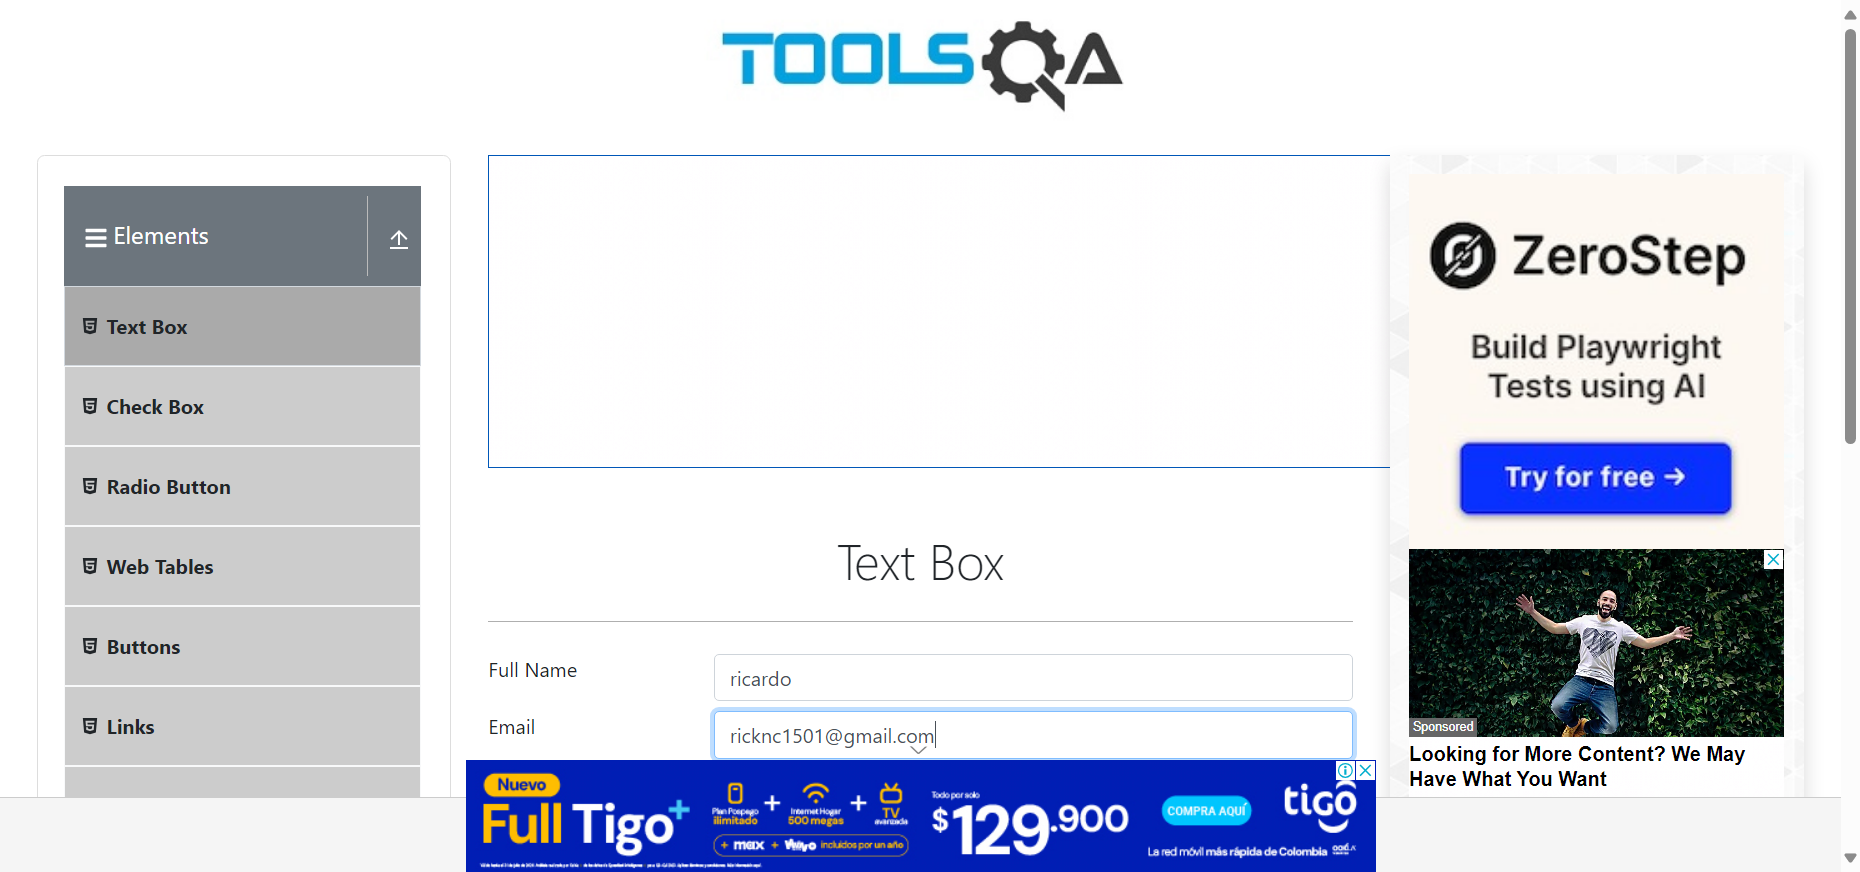 TOOLSQA
Elements
Text Box
Check Box
Radio Button
Web Tables
Buttons
Links
Text Box
Full Name
ricardo
Email
ricknc1501@gmail.com
ZeroStep
Build Playwright
Tests using AI
Try for free →
Sponsored
Looking for More Content? We May
Have What You Want
Nuevo
Full Tigo+
Plan Pospago
ilimitado
+
Internet Hogar
500 megas
+
TV
avanzada
+ max + incluidos por un año
Todo por solo
$129.900
COMPRA AQUÍ
tigo
La red móvil más rápida de Colombia